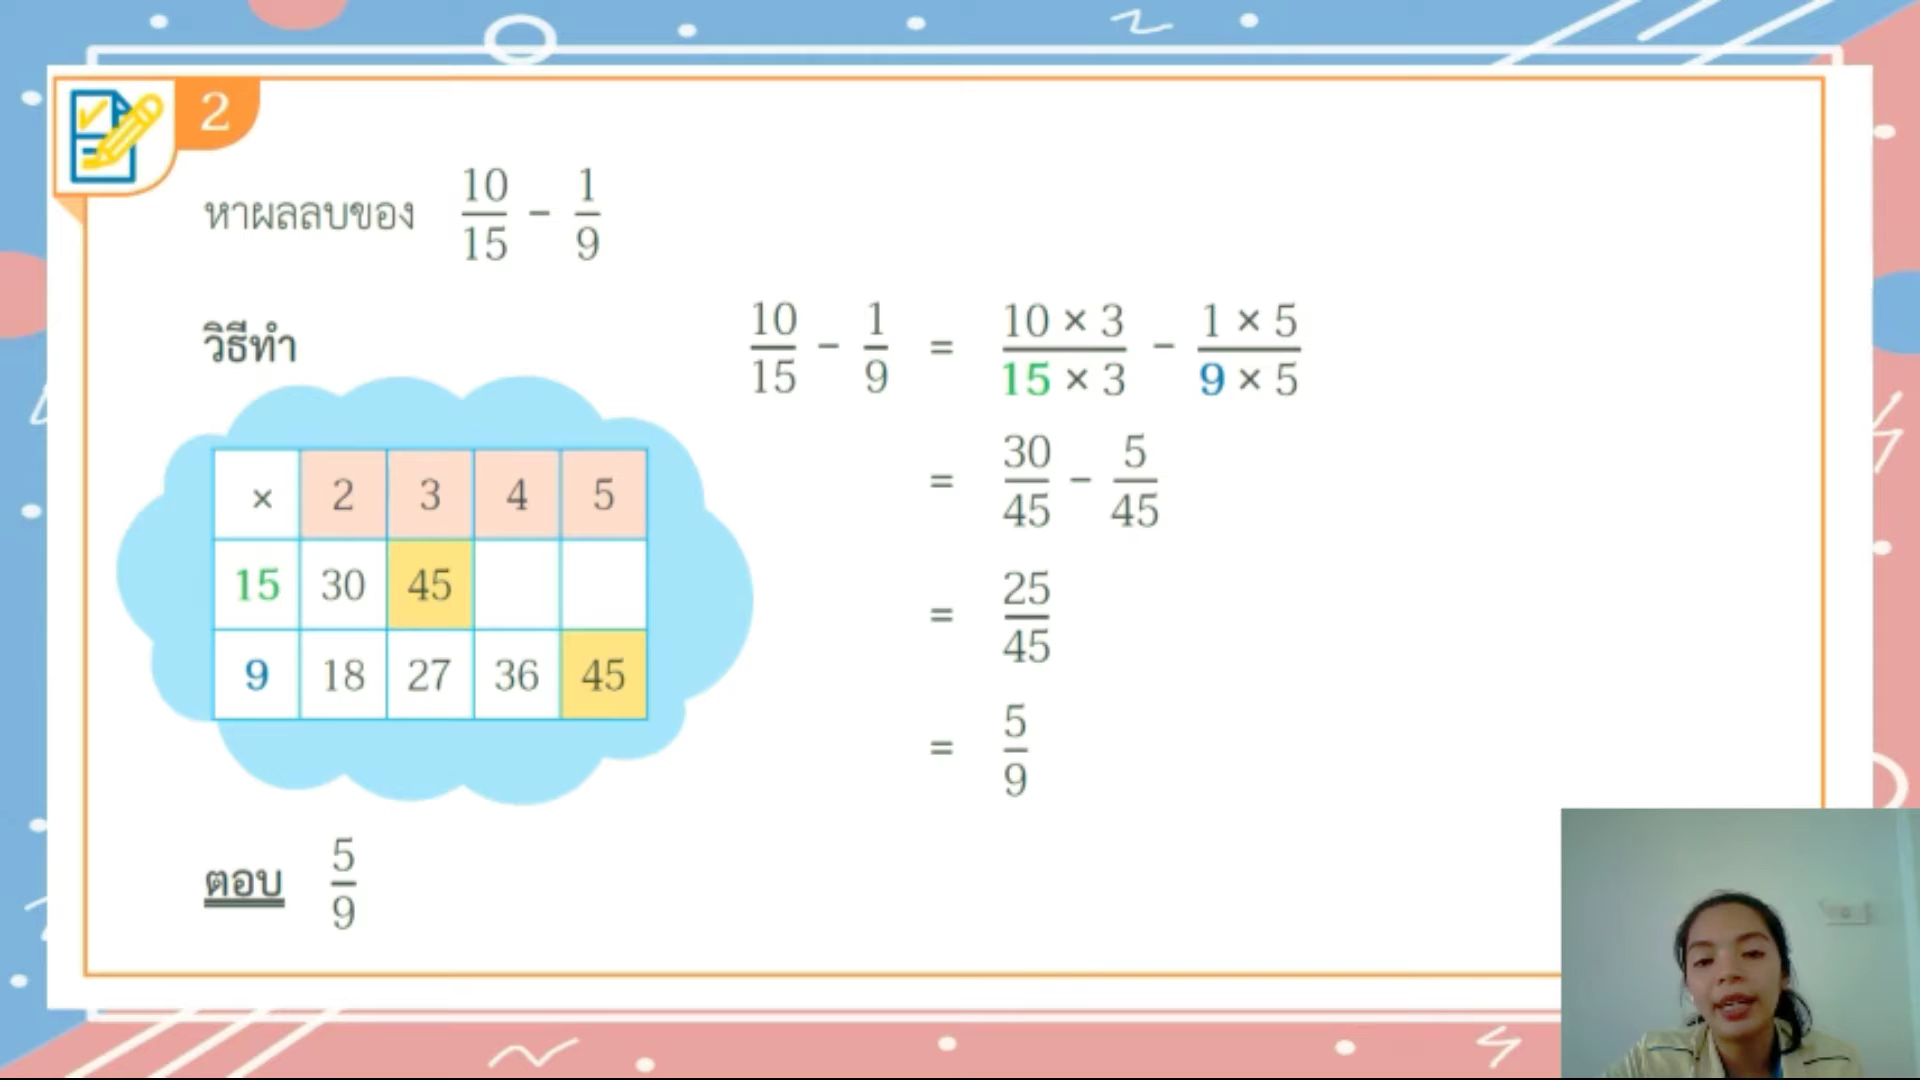 2
หาผลลบของ 10/15 - 1/9
วิธีทำ
10/15 - 1/9 = (10 × 3)/(15 × 3) - (1 × 5)/(9 × 5)
= 30/45 - 5/45
= 25/45
= 5/9
× 2 3 4 5
15 30 45
9 18 27 36 45
ตอบ 5/9